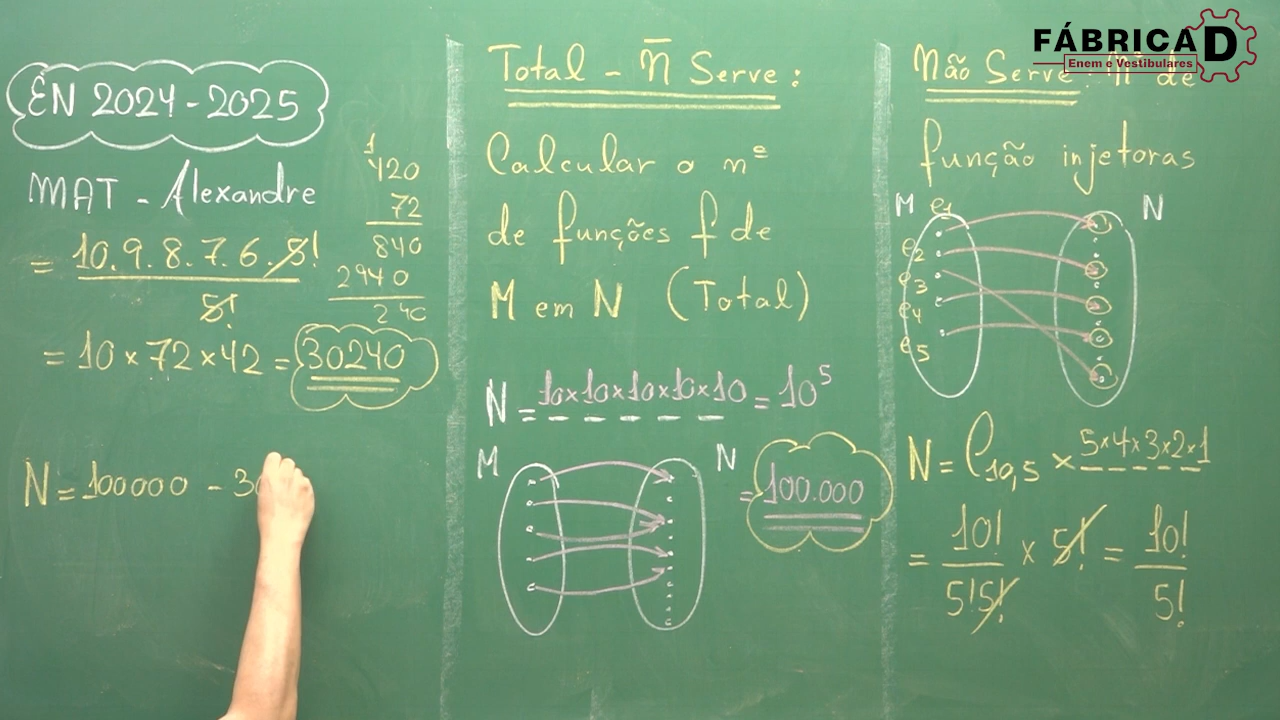 FÁBRICA D
Enem e Vestibulares
EN 2024-2025
MAT - Alexandre
= 10.9.8.7.6.5!
5!
= 10 × 72 × 42 = 30240
1
420
72
840
2940
240
N = 100000 - 30
Total - n̄ Serve:
Calcular o nº
de funções f de
M em N (Total)
N = 10×10×10×10×10 = 10⁵
M
N
= 100.000
Não Serve: Nº de
função injetoras
M
N
e1
e2
e3
e4
e5
N = C10,5 × 5×4×3×2×1
= 10! × 5! = 10!
5!5! 5!